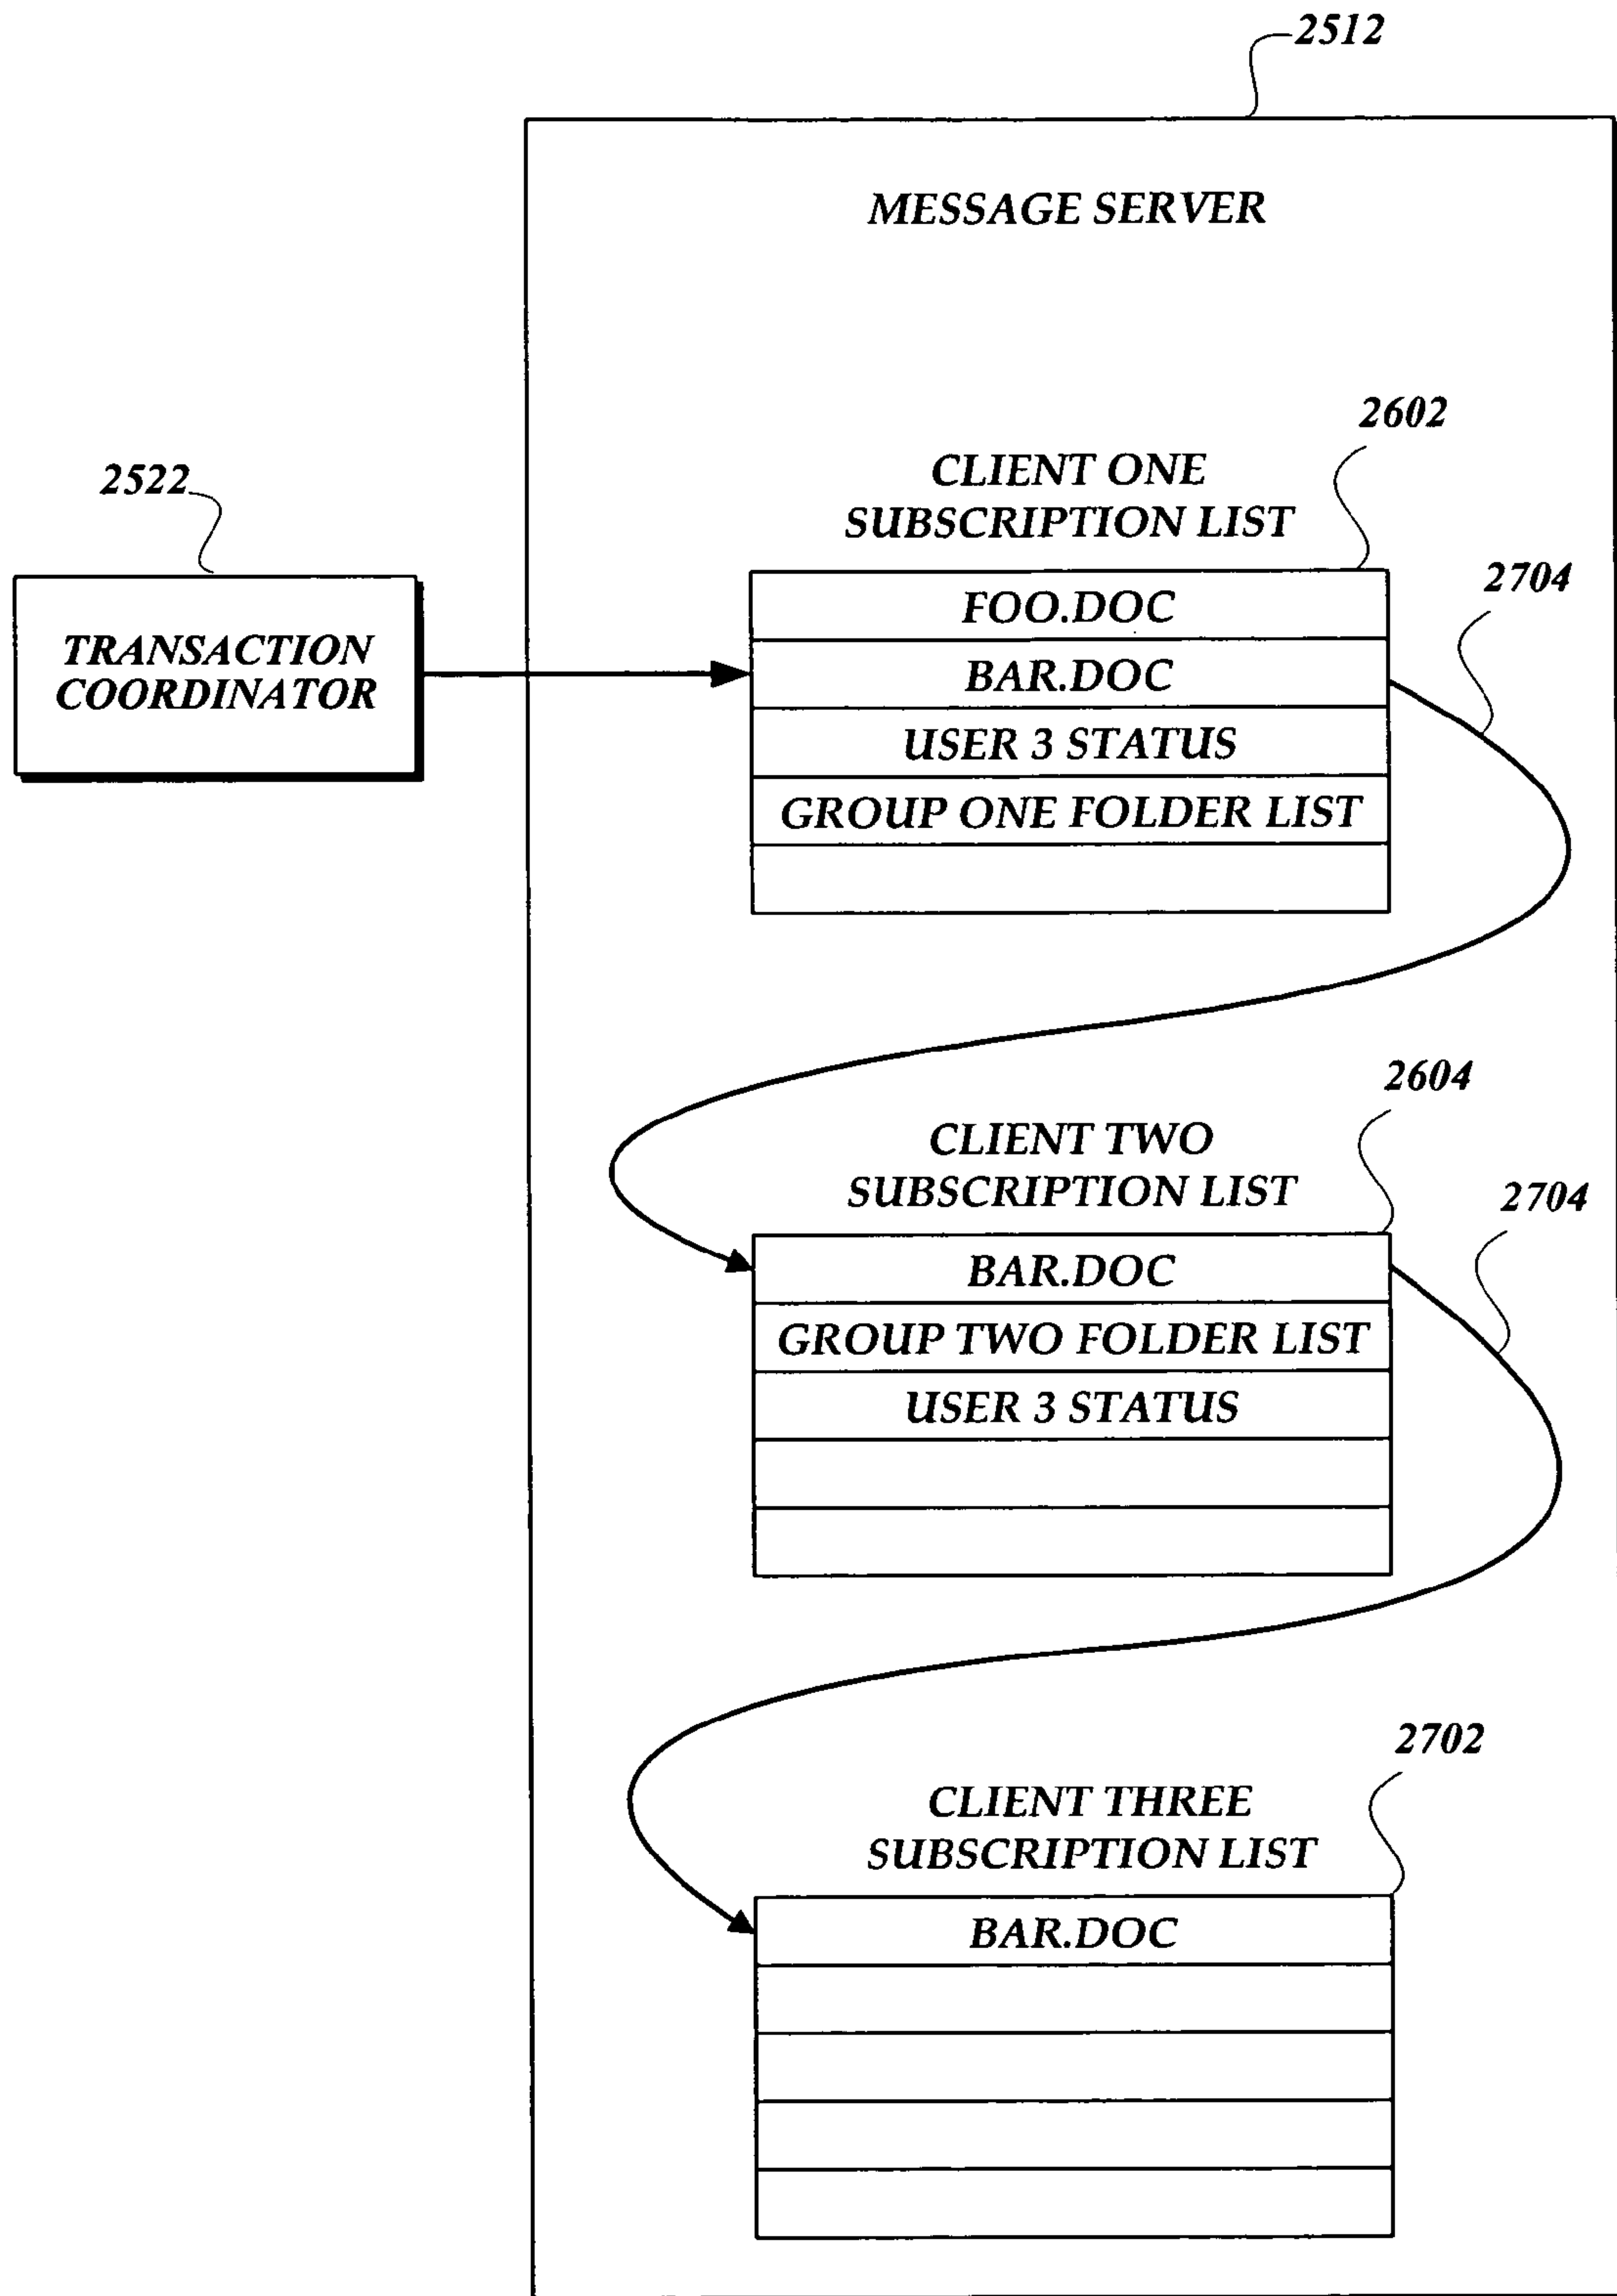 2512
MESSAGE SERVER
2602
CLIENT ONE
SUBSCRIPTION LIST
2522
2704
FOO.DOC
TRANSACTION
COORDINATOR
BAR.DOC
USER 3 STATUS
GROUP ONE FOLDER LIST
2604
CLIENT TWO
SUBSCRIPTION LIST
2704
BAR.DOC
GROUP TWO FOLDER LIST
USER 3 STATUS
2702
CLIENT THREE
SUBSCRIPTION LIST
BAR.DOC